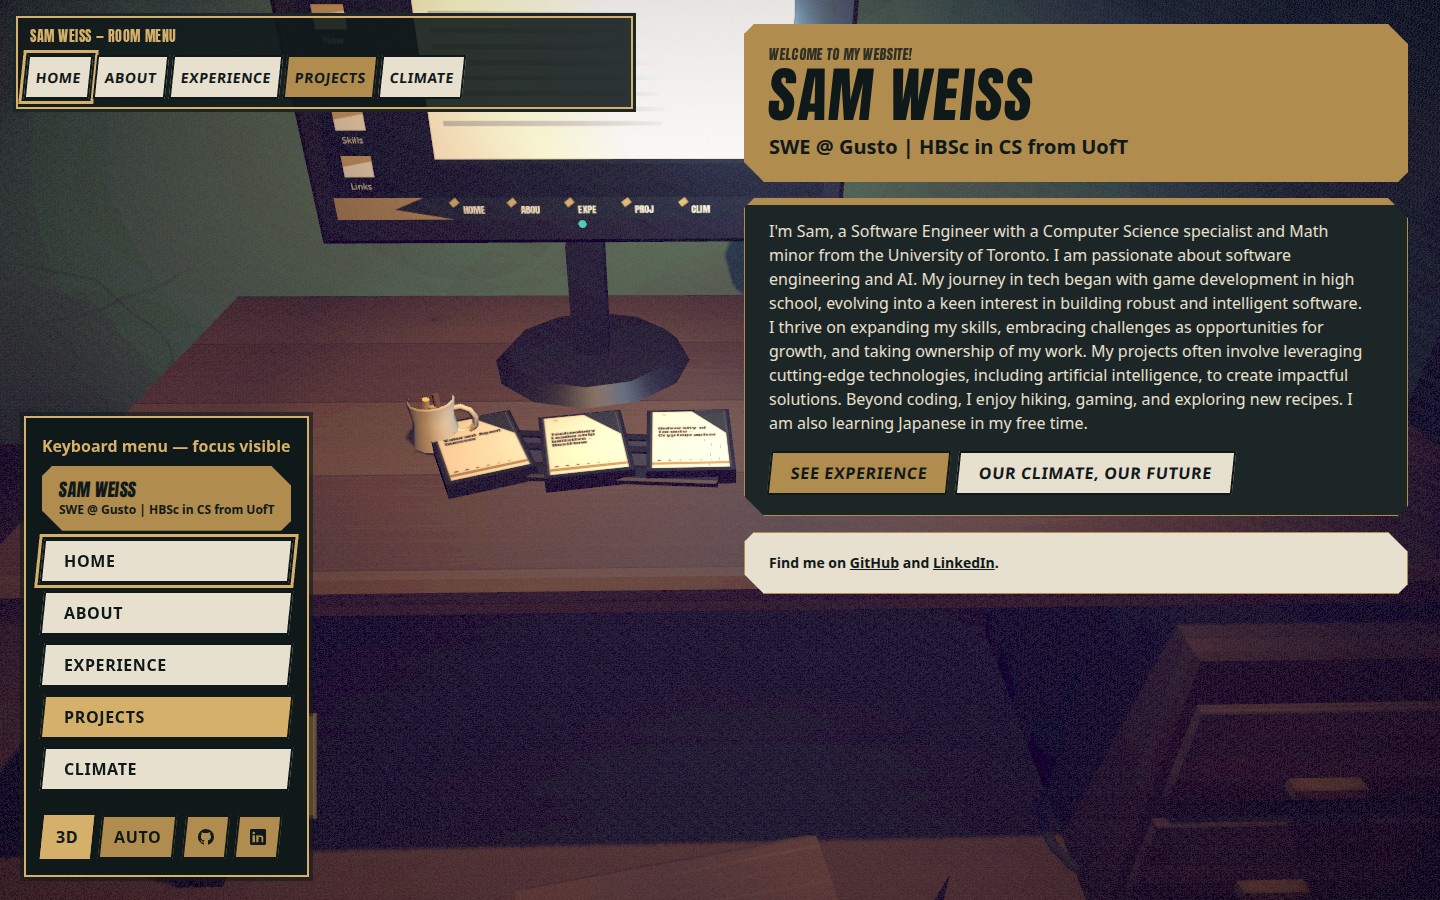 SAM WEISS — ROOM MENU
HOME
ABOUT
EXPERIENCE
PROJECTS
CLIMATE
Skills
Links
HOME
ABOU
EXPE
PROJ
CLIM
WELCOME TO MY WEBSITE!
SAM WEISS
SWE @ Gusto | HBSc in CS from UofT
I'm Sam, a Software Engineer with a Computer Science specialist and Math
minor from the University of Toronto. I am passionate about software
engineering and AI. My journey in tech began with game development in high
school, evolving into a keen interest in building robust and intelligent software.
I thrive on expanding my skills, embracing challenges as opportunities for
growth, and taking ownership of my work. My projects often involve leveraging
cutting-edge technologies, including artificial intelligence, to create impactful
solutions. Beyond coding, I enjoy hiking, gaming, and exploring new recipes. I
am also learning Japanese in my free time.
SEE EXPERIENCE
OUR CLIMATE, OUR FUTURE
Find me on GitHub and LinkedIn.
Technology
Leadership
Initiative -
University of
Toronto -
Keyboard menu — focus visible
SAM WEISS
SWE @ Gusto | HBSc in CS from UofT
HOME
ABOUT
EXPERIENCE
PROJECTS
CLIMATE
3D
AUTO
in